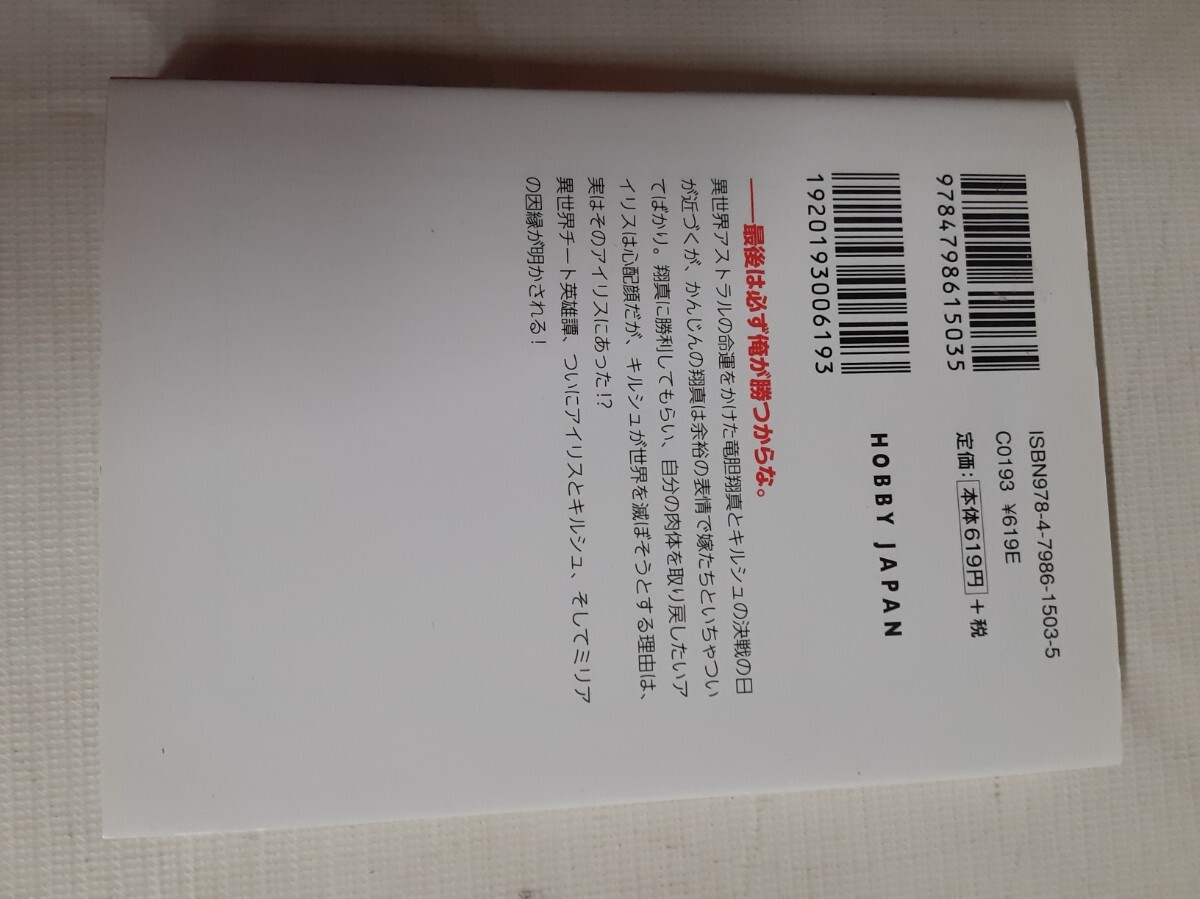 9784798615035
1920193006193
ISBN978-4-7986-1503-5
C0193 ¥619E
定価:本体619円+税
HOBBY JAPAN
――最後は必ず俺が勝つからな。
異世界アストラルの命運をかけた竜胆翔真とキルシュの決戦の日
が近づくが、かんじんの翔真は余裕の表情で嫁たちといちゃつい
てばかり。翔真に勝利してもらい、自分の肉体を取り戻したいア
イリスは心配顔だが、キルシュが世界を滅ぼそうとする理由は、
実はそのアイリスにあった!?
異世界チート英雄譚、ついにアイリスとキルシュ、そしてミリア
の因縁が明かされる!